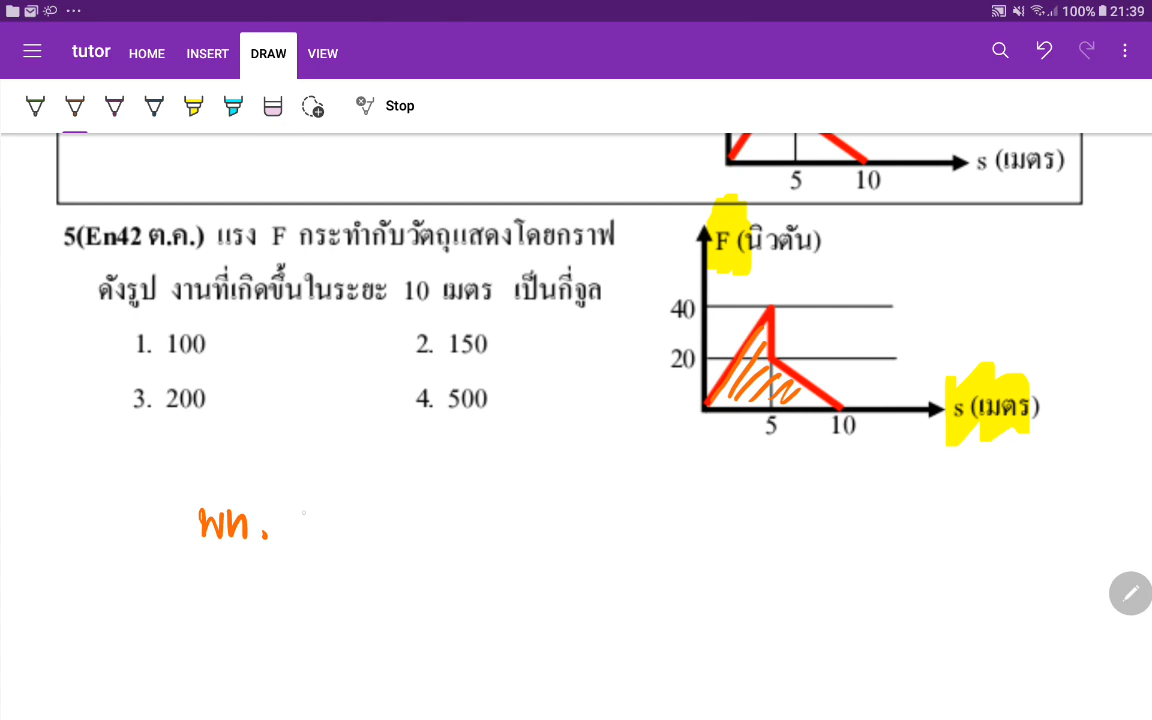 100% 21:39
tutor HOME INSERT DRAW VIEW
Stop
s (เมตร)
5 10
5(En42 ต.ค.) แรง F กระทำกับวัตถุแสดงโดยกราฟ
ดังรูป งานที่เกิดขึ้นในระยะ 10 เมตร เป็นกี่จูล
1. 100 2. 150
3. 200 4. 500
F (นิวตัน)
40
20
s (เมตร)
5 10
พท.